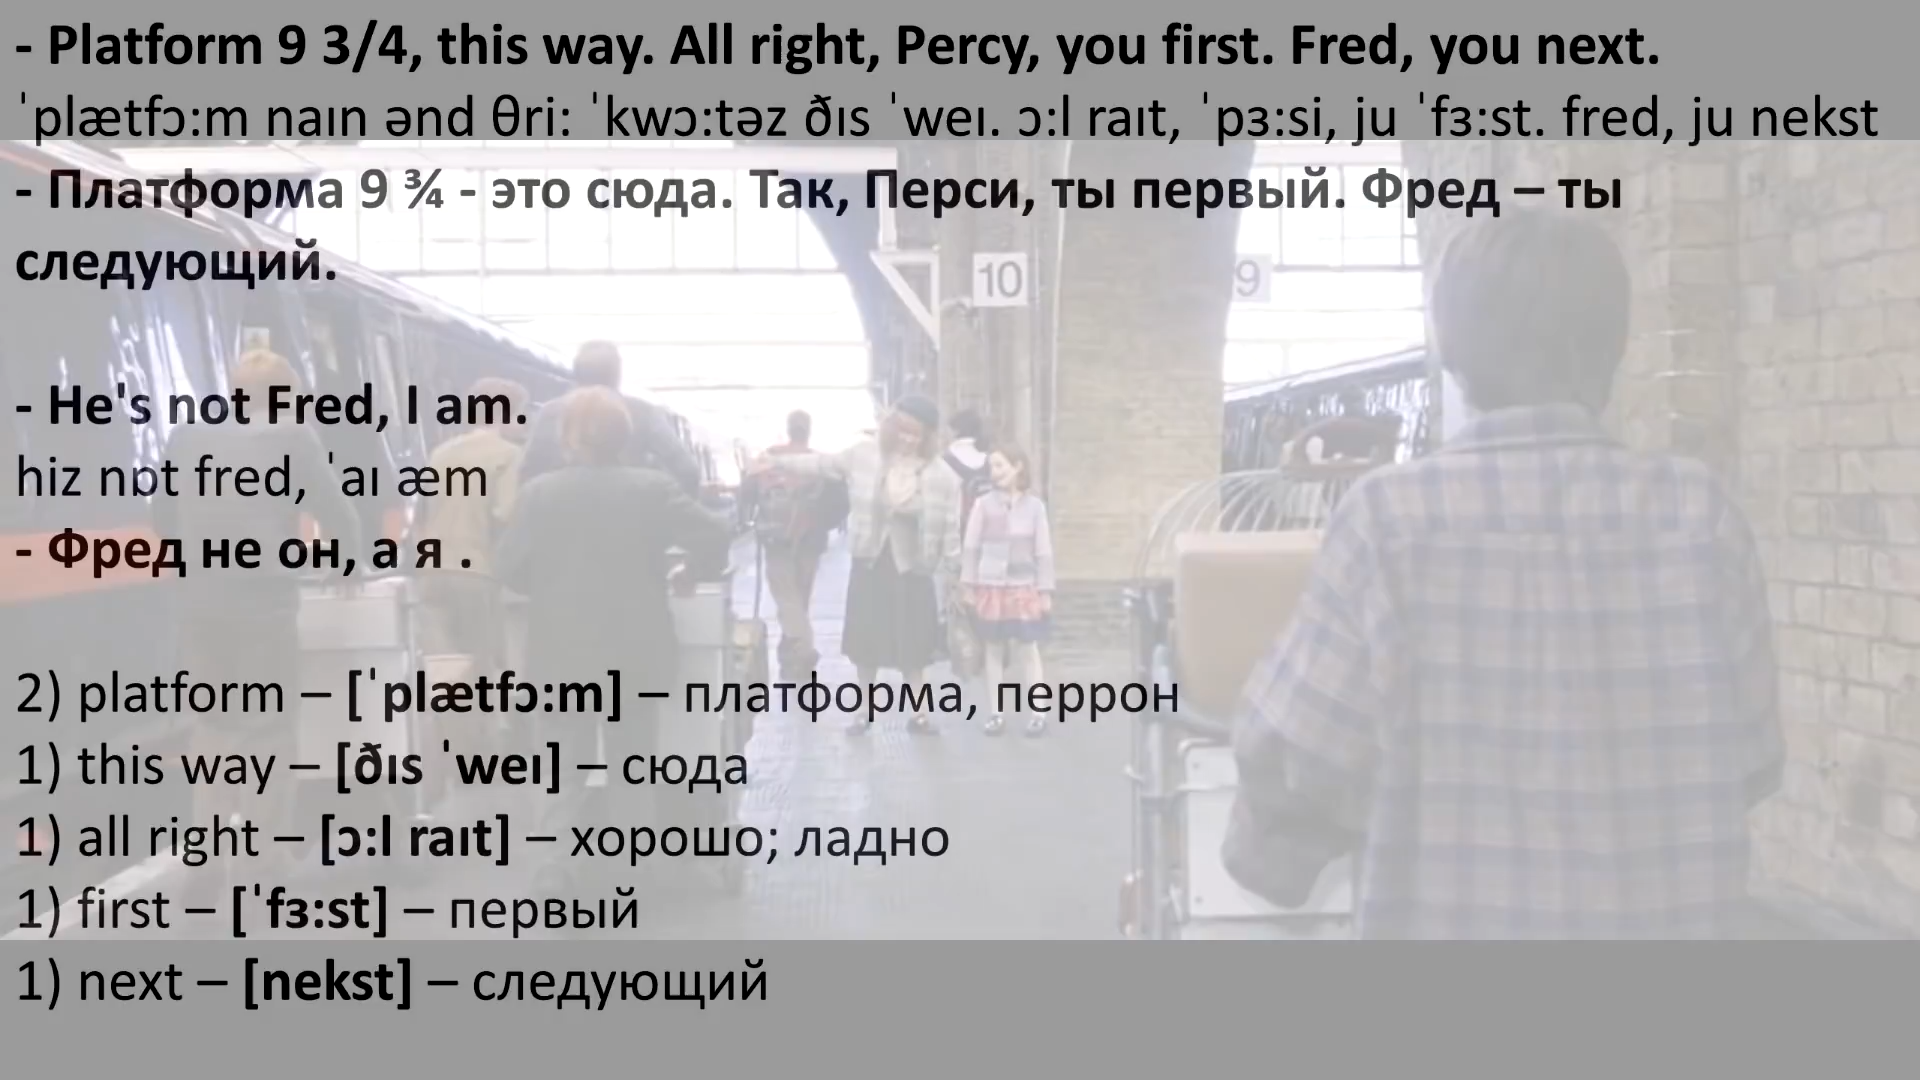 - Platform 9 3/4, this way. All right, Percy, you first. Fred, you next.
ˈplætfɔ:m naɪn ənd θri: ˈkwɔ:təz ðɪs ˈweɪ. ɔ:l raɪt, ˈpɜ:si, ju ˈfɜ:st. fred, ju nekst
- Платформа 9 ¾ - это сюда. Так, Перси, ты первый. Фред – ты
следующий.
10
9
- He's not Fred, I am.
hiz nɒt fred, ˈaɪ æm
- Фред не он, а я .
2) platform – [ˈplætfɔ:m] – платформа, перрон
1) this way – [ðɪs ˈweɪ] – сюда
1) all right – [ɔ:l raɪt] – хорошо; ладно
1) first – [ˈfɜ:st] – первый
1) next – [nekst] – следующий